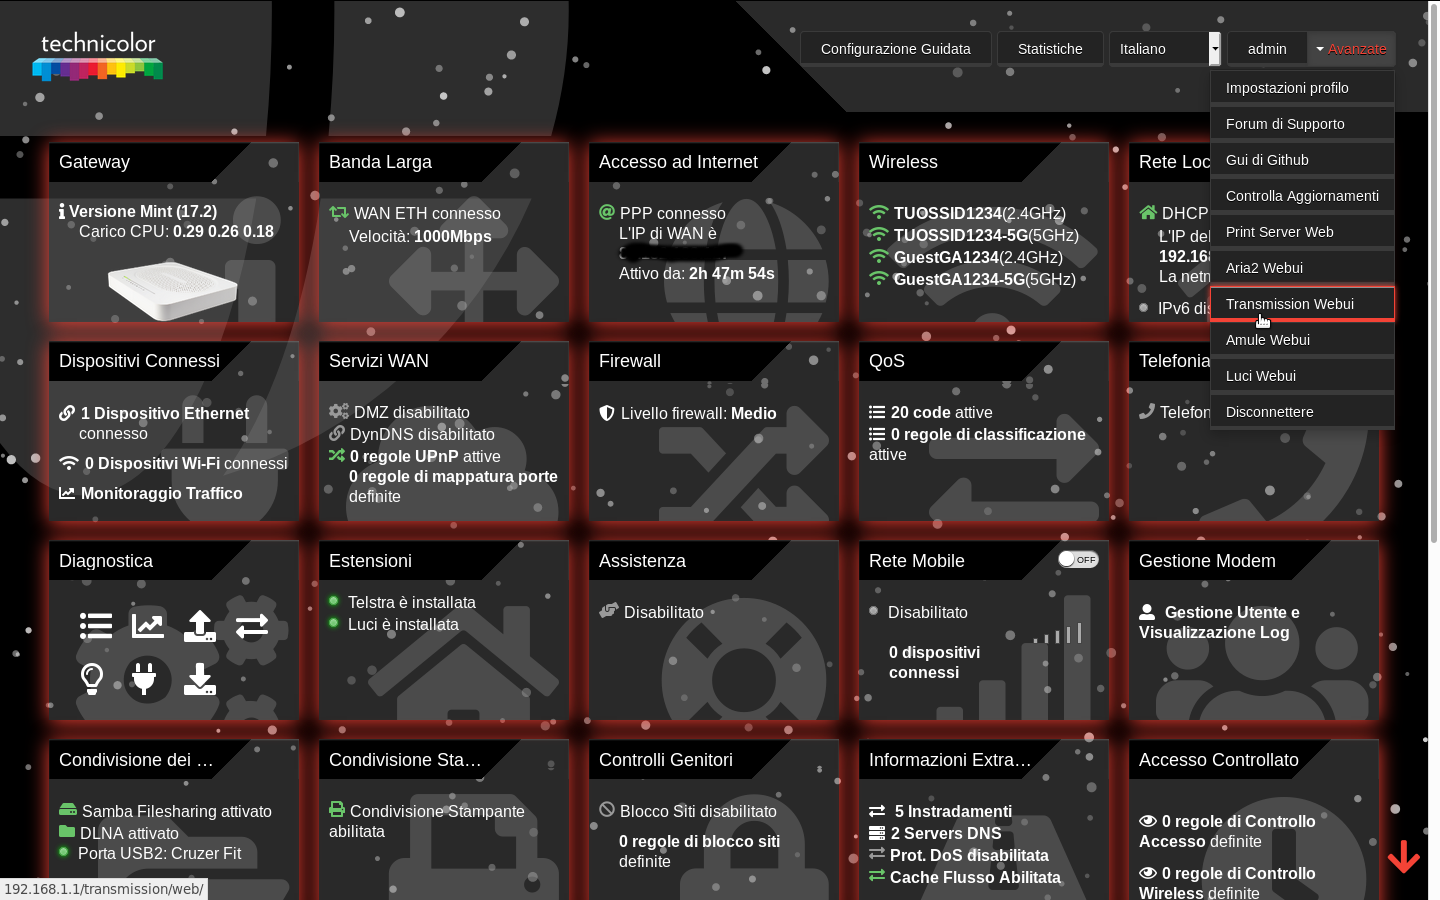 technicolor
Configurazione Guidata
Statistiche
Italiano
admin
Avanzate
Impostazioni profilo
Forum di Supporto
Gui di Github
Controlla Aggiornamenti
Print Server Web
Aria2 Webui
Transmission Webui
Amule Webui
Luci Webui
Disconnettere
Gateway
Versione Mint (17.2)
Carico CPU: 0.29 0.26 0.18
Banda Larga
WAN ETH connesso
Velocità: 1000Mbps
Accesso ad Internet
PPP connesso
L'IP di WAN è
Attivo da: 2h 47m 54s
Wireless
TUOSSID1234(2.4GHz)
TUOSSID1234-5G(5GHz)
GuestGA1234(2.4GHz)
GuestGA1234-5G(5GHz)
Rete Loc
DHCP
L'IP del
192.168
La netm
IPv6 dis
Dispositivi Connessi
1 Dispositivo Ethernet
connesso
0 Dispositivi Wi-Fi connessi
Monitoraggio Traffico
Servizi WAN
DMZ disabilitato
DynDNS disabilitato
0 regole UPnP attive
0 regole di mappatura porte
definite
Firewall
Livello firewall: Medio
QoS
20 code attive
0 regole di classificazione
attive
Telefonia
Telefon
Diagnostica
Estensioni
Telstra è installata
Luci è installata
Assistenza
Disabilitato
Rete Mobile
OFF
Disabilitato
0 dispositivi
connessi
Gestione Modem
Gestione Utente e
Visualizzazione Log
Condivisione dei ...
Samba Filesharing attivato
DLNA attivato
Porta USB2: Cruzer Fit
Condivisione Sta...
Condivisione Stampante
abilitata
Controlli Genitori
Blocco Siti disabilitato
0 regole di blocco siti
definite
Informazioni Extra...
5 Instradamenti
2 Servers DNS
Prot. DoS disabilitata
Cache Flusso Abilitata
Accesso Controllato
0 regole di Controllo
Accesso definite
0 regole di Controllo
Wireless definite
192.168.1.1/transmission/web/